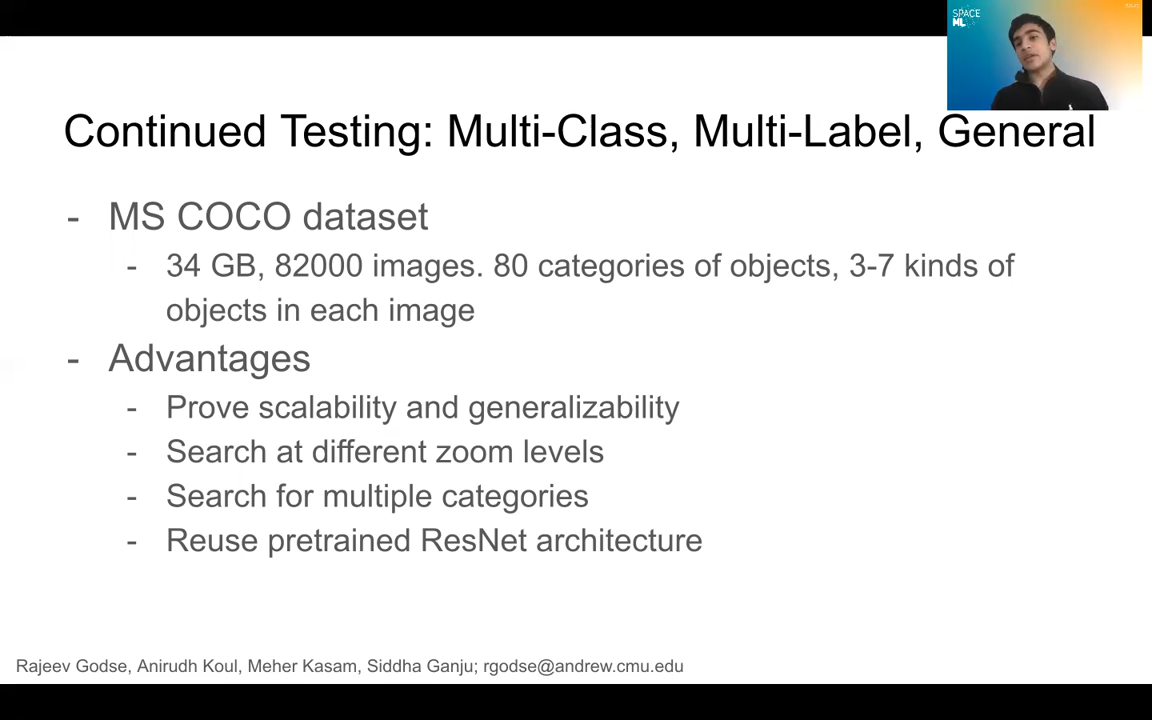 SPACE
ML
Continued Testing: Multi-Class, Multi-Label, General
- MS COCO dataset
- 34 GB, 82000 images. 80 categories of objects, 3-7 kinds of
objects in each image
- Advantages
- Prove scalability and generalizability
- Search at different zoom levels
- Search for multiple categories
- Reuse pretrained ResNet architecture
Rajeev Godse, Anirudh Koul, Meher Kasam, Siddha Ganju; rgodse@andrew.cmu.edu